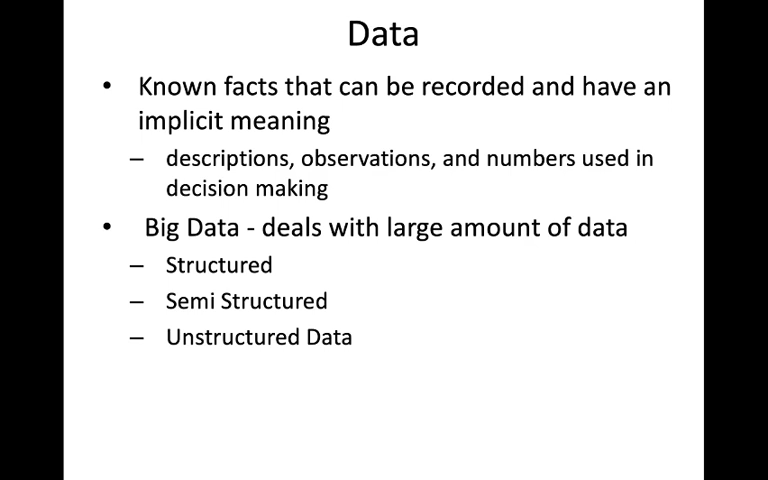 Data
• Known facts that can be recorded and have an
implicit meaning
– descriptions, observations, and numbers used in
decision making
• Big Data - deals with large amount of data
– Structured
– Semi Structured
– Unstructured Data